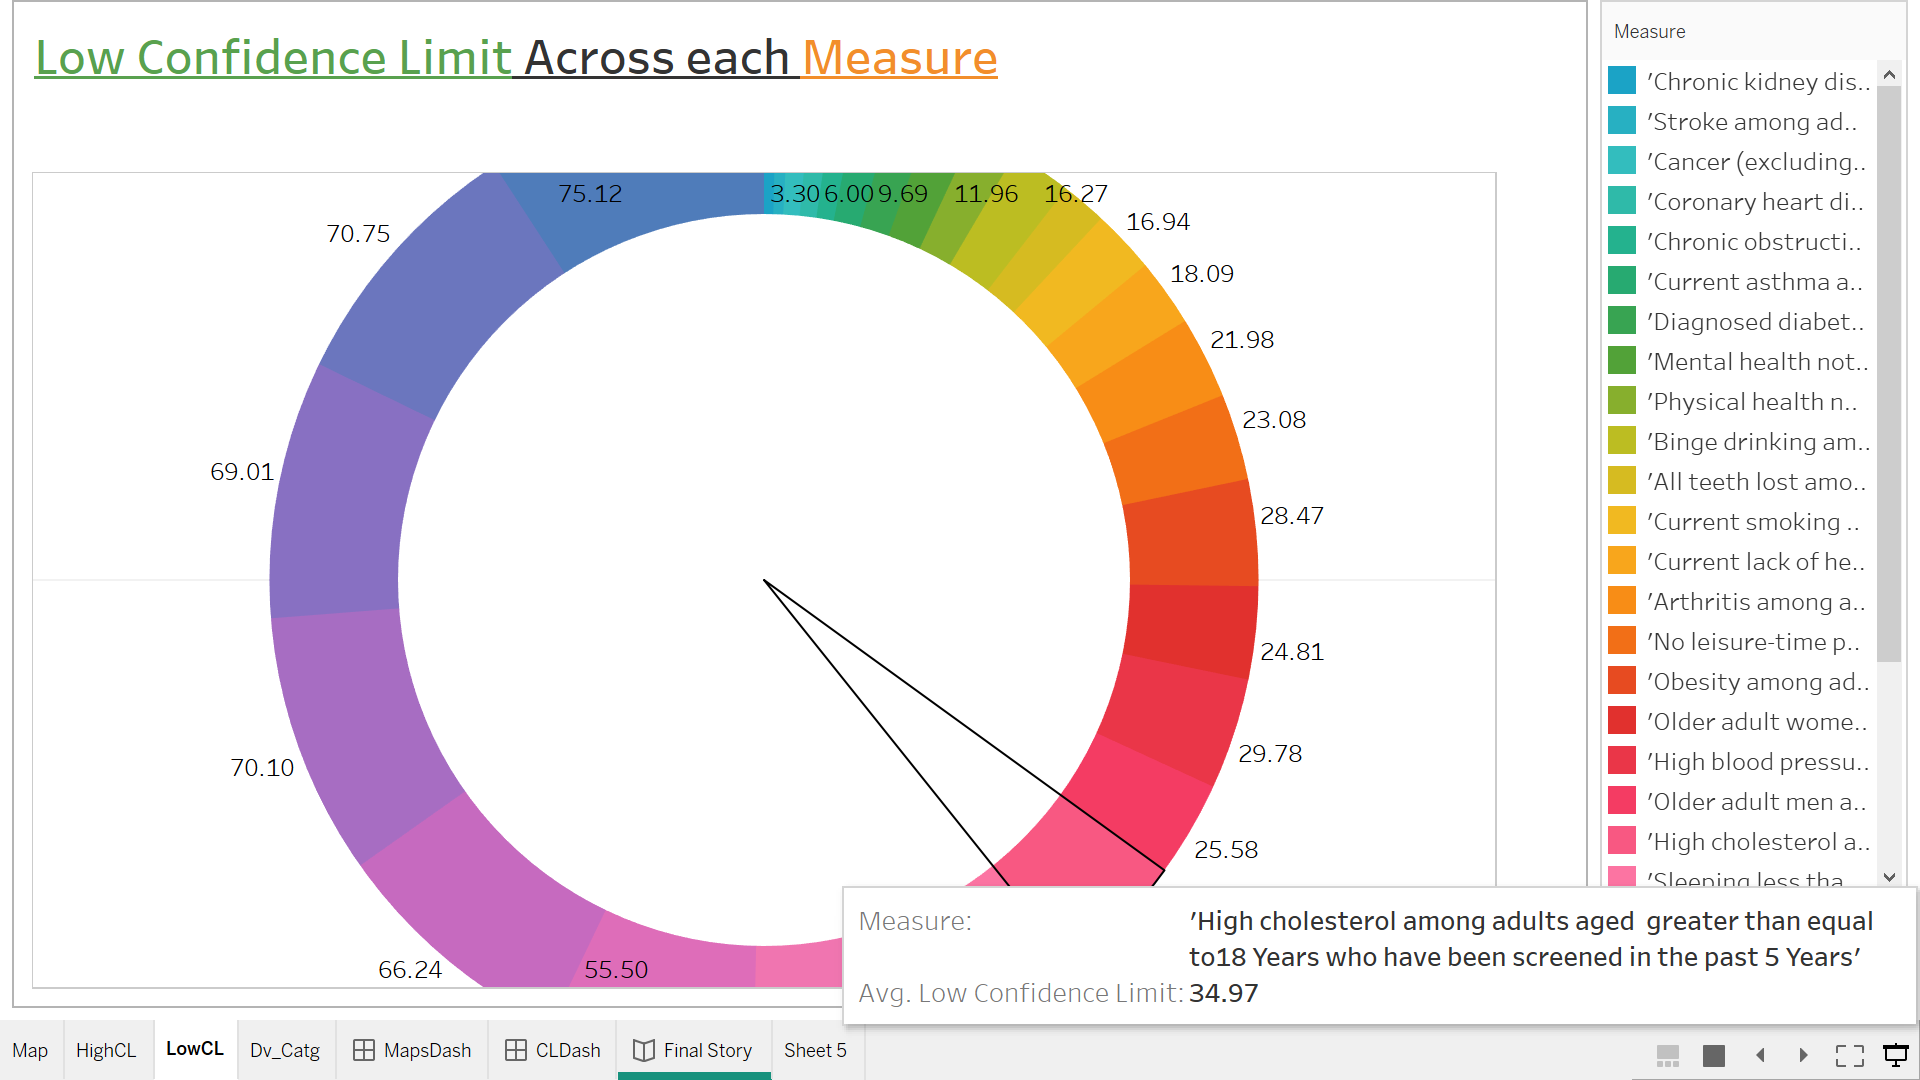 Low Confidence Limit Across each Measure
75.12
3.30
6.00
9.69
11.96
16.27
16.94
18.09
21.98
23.08
28.47
24.81
29.78
25.58
55.50
66.24
70.10
69.01
70.75
Measure
'Chronic kidney dis..
'Stroke among ad..
'Cancer (excluding..
'Coronary heart di..
'Chronic obstructi..
'Current asthma a..
'Diagnosed diabet..
'Mental health not..
'Physical health n..
'Binge drinking am..
'All teeth lost amo..
'Current smoking ..
'Current lack of he..
'Arthritis among a..
'No leisure-time p..
'Obesity among ad..
'Older adult wome..
'High blood pressu..
'Older adult men a..
'High cholesterol a..
'Sleeping less tha
Measure: 'High cholesterol among adults aged  greater than equal
to18 Years who have been screened in the past 5 Years'
Avg. Low Confidence Limit: 34.97
Map HighCL LowCL Dv_Catg MapsDash CLDash Final Story Sheet 5